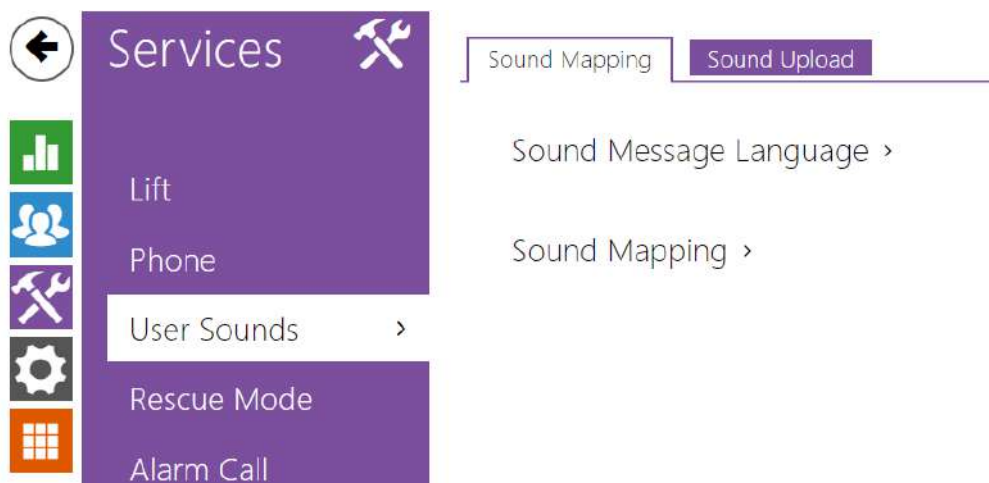 Services
Lift
Phone
User Sounds
Rescue Mode
Alarm Call
Sound Mapping
Sound Upload
Sound Message Language
Sound Mapping